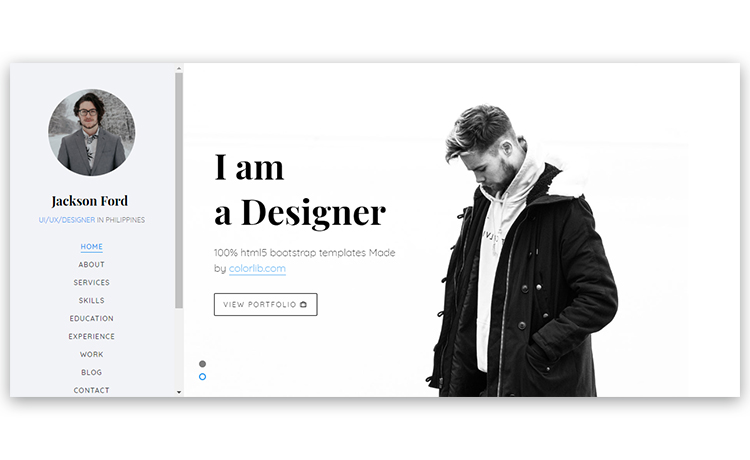 Jackson Ford
UI/UX/DESIGNER IN PHILIPPINES
HOME
ABOUT
SERVICES
SKILLS
EDUCATION
EXPERIENCE
WORK
BLOG
CONTACT
I am
a Designer
100% html5 bootstrap templates Made
by colorlib.com
VIEW PORTFOLIO